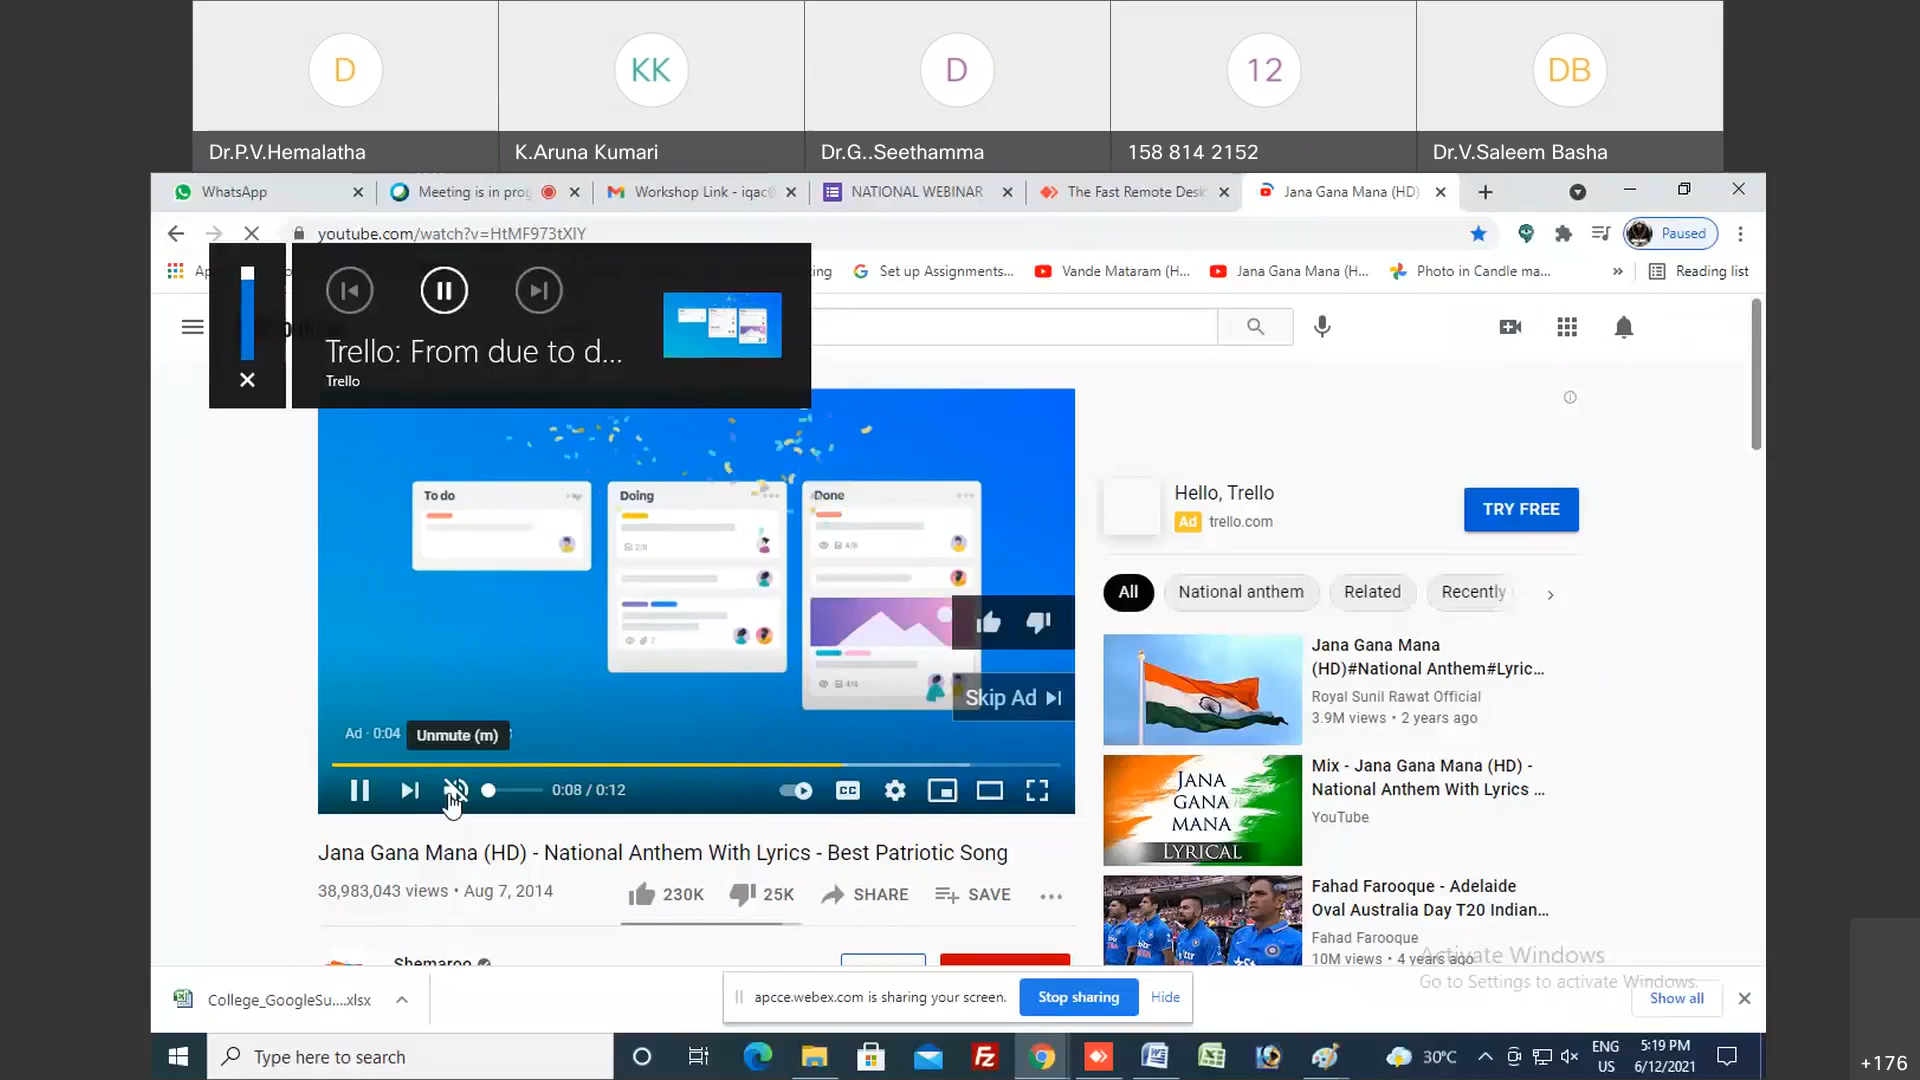 D
KK
D
12
DB
Dr.P.V.Hemalatha
K.Aruna Kumari
Dr.G..Seethamma
158 814 2152
Dr.V.Saleem Basha
WhatsApp
Meeting is in prog
Workshop Link - iqac@
NATIONAL WEBINAR
The Fast Remote Desk
Jana Gana Mana (HD)
youtube.com/watch?v=HtMF973tXIY
Paused
Set up Assignments...
Vande Mataram (H...
Jana Gana Mana (H...
Photo in Candle ma...
»
Reading list
Trello: From due to d...
Trello
To do
Doing
Done
2/8
4/8
2
4/4
Skip Ad
Ad · 0:04
Unmute (m)
0:08 / 0:12
CC
Hello, Trello
Ad trello.com
TRY FREE
All
National anthem
Related
Recently
Jana Gana Mana
(HD)#National Anthem#Lyric...
Royal Sunil Rawat Official
3.9M views • 2 years ago
JANA
GANA
MANA
LYRICAL
Mix - Jana Gana Mana (HD) -
National Anthem With Lyrics ...
YouTube
Fahad Farooque - Adelaide
Oval Australia Day T20 Indian...
Fahad Farooque
10M views • 4 years ago
Jana Gana Mana (HD) - National Anthem With Lyrics - Best Patriotic Song
38,983,043 views • Aug 7, 2014
230K
25K
SHARE
SAVE
Shemaroo
Activate Windows
Go to Settings to activate Windows.
College_GoogleSu....xlsx
apcce.webex.com is sharing your screen.
Stop sharing
Hide
Show all
Type here to search
30°C
ENG
US
5:19 PM
6/12/2021
+176